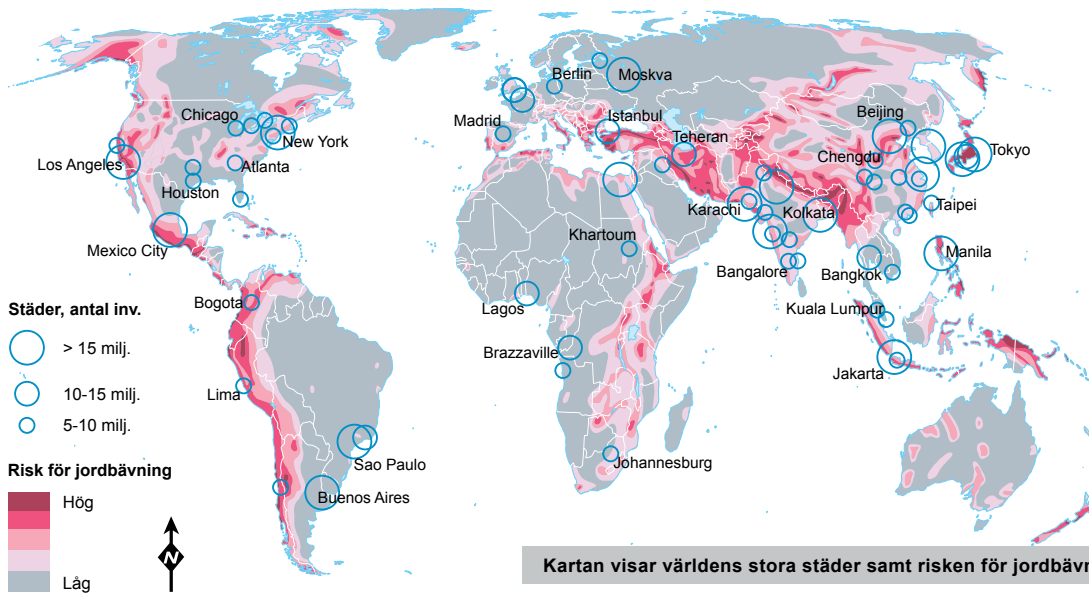 Berlin
Moskva
Chicago
Madrid
Istanbul
Beijing
New York
Teheran
Chengdu
Tokyo
Los Angeles
Atlanta
Houston
Karachi
Kolkata
Taipei
Khartoum
Mexico City
Bangalore
Bangkok
Manila
Bogota
Lagos
Kuala Lumpur
Städer, antal inv.
> 15 milj.
Brazzaville
10-15 milj.
Lima
Jakarta
5-10 milj.
Sao Paulo
Johannesburg
Risk för jordbävning
Hög
Buenos Aires
N
Låg
Kartan visar världens stora städer samt risken för jordbävn